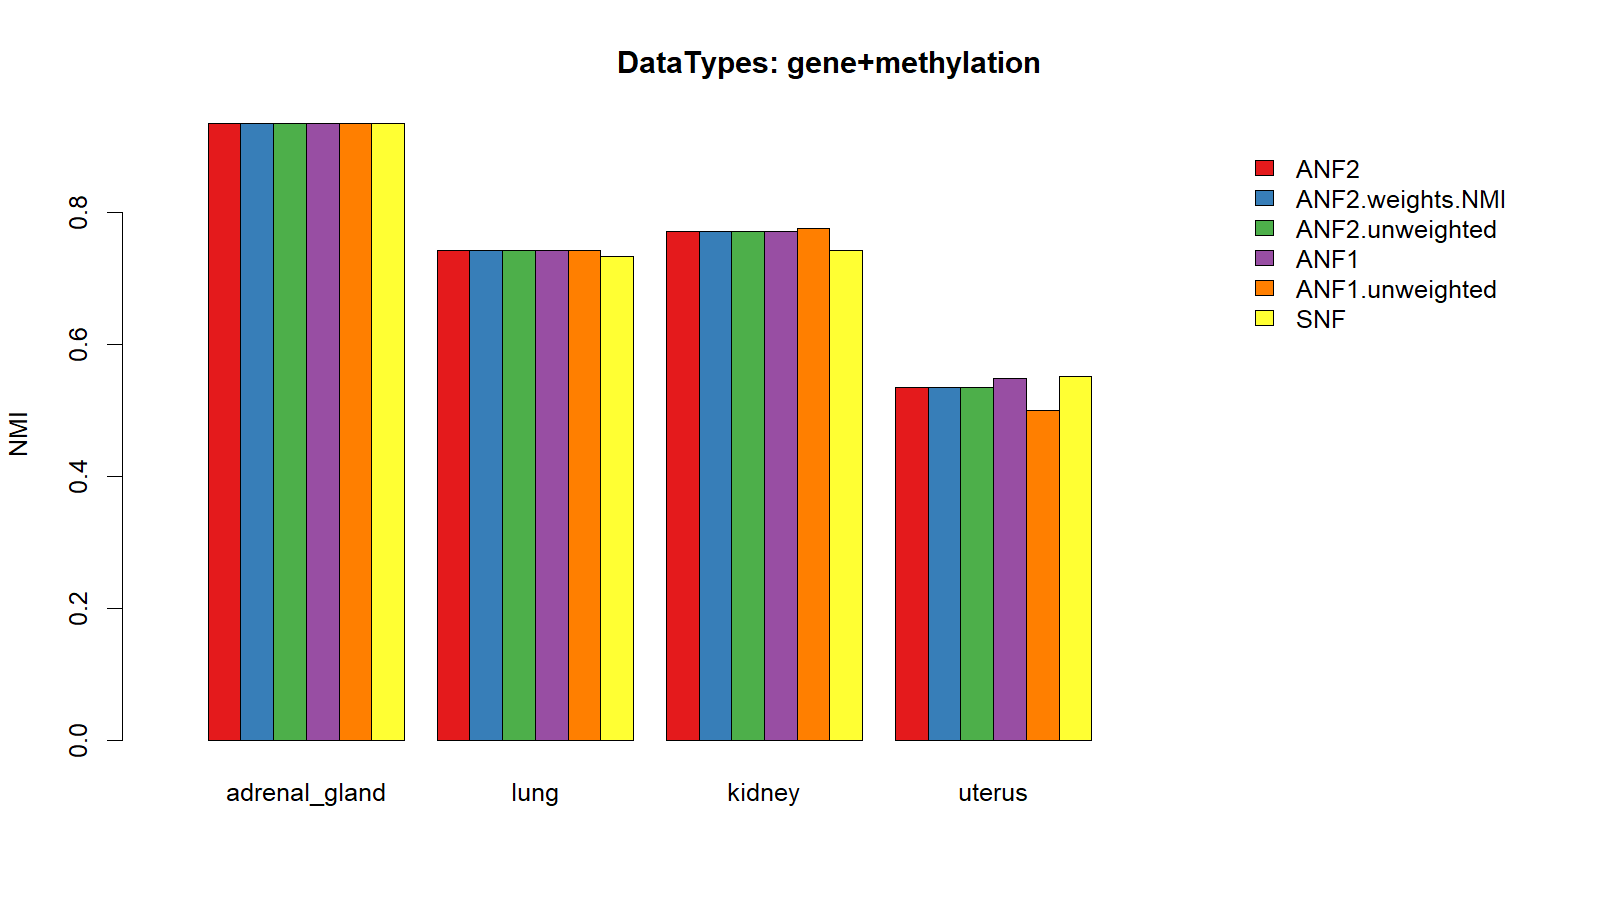 DataTypes: gene+methylation
ANF2
ANF2.weights.NMI
ANF2.unweighted
ANF1
ANF1.unweighted
SNF
NMI
0.8
0.6
0.4
0.2
0.0
adrenal_gland lung kidney uterus